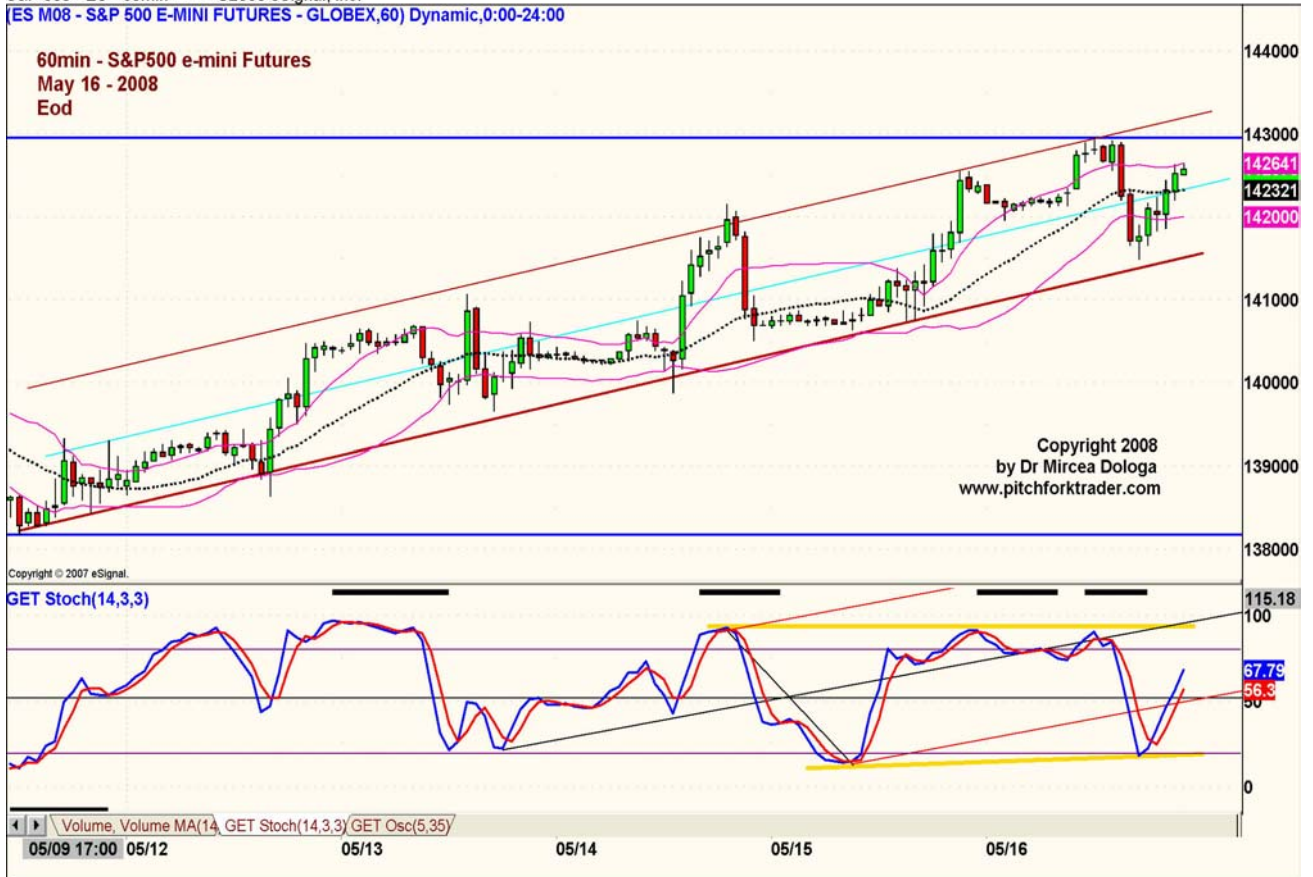 (ES M08 - S&P 500 E-MINI FUTURES - GLOBEX,60) Dynamic,0:00-24:00
60min - S&P500 e-mini Futures
May 16 - 2008
Eod
144000
143000
142641
142321
142000
141000
140000
139000
138000
Copyright 2008
by Dr Mircea Dologa
www.pitchforktrader.com
Copyright © 2007 eSignal.
GET Stoch(14,3,3)
115.18
100
67.79
56.3
50
0
Volume, Volume MA(14 GET Stoch(14,3,3) GET Osc(5,35)
05/09 17:00 05/12 05/13 05/14 05/15 05/16